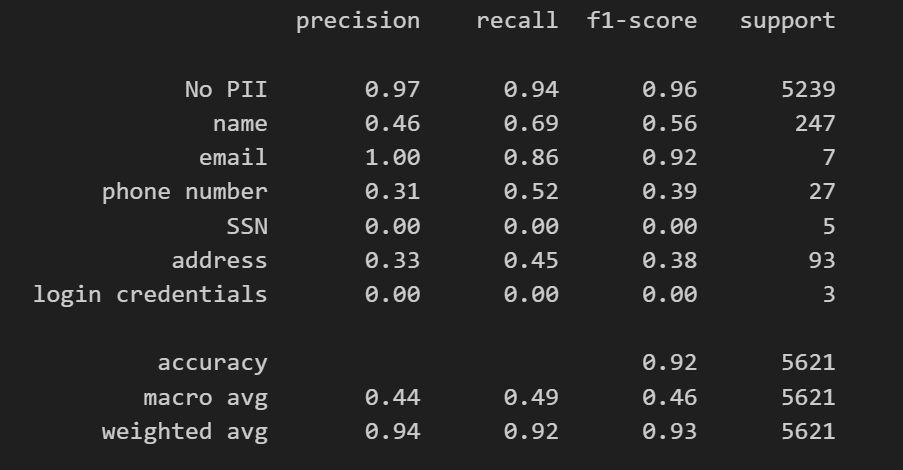 precision recall f1-score support
No PII 0.97 0.94 0.96 5239
name 0.46 0.69 0.56 247
email 1.00 0.86 0.92 7
phone number 0.31 0.52 0.39 27
SSN 0.00 0.00 0.00 5
address 0.33 0.45 0.38 93
login credentials 0.00 0.00 0.00 3
accuracy 0.92 5621
macro avg 0.44 0.49 0.46 5621
weighted avg 0.94 0.92 0.93 5621